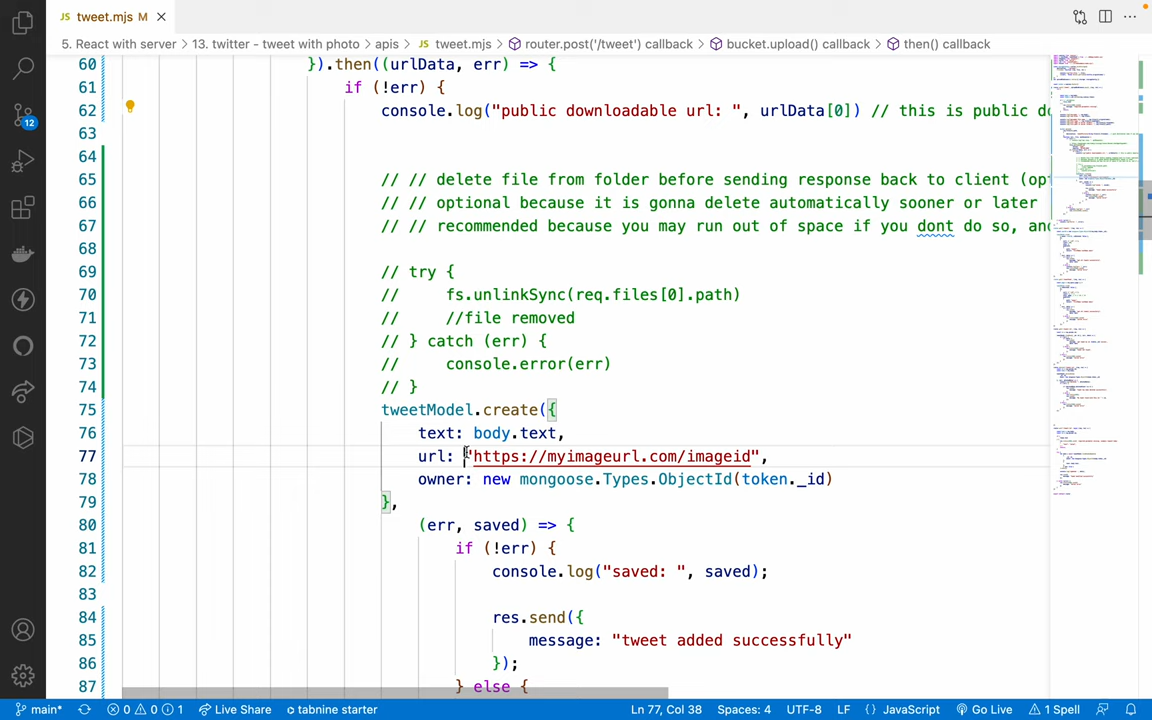 JS tweet.mjs M
5. React with server > 13. twitter - tweet with photo > apis > JS tweet.mjs > router.post('/tweet') callback > bucket.upload() callback > then() callback
60 }).then((urlData, err) => {
61 if (!err) {
62 console.log("public downloadable url: ", urlData[0]) // this is public do
63
64
65 // // delete file from folder before sending response back to client (opt
66 // // optional because it is gonna delete automatically sooner or later
67 // // recommended because you may run out of space if you dont do so, and
68
69 // try {
70 // fs.unlinkSync(req.files[0].path)
71 // //file removed
72 // } catch (err) {
73 // console.error(err)
74 // }
75 tweetModel.create({
76 text: body.text,
77 url: "https://myimageurl.com/imageid",
78 owner: new mongoose.Types.ObjectId(token._id)
79 },
80 (err, saved) => {
81 if (!err) {
82 console.log("saved: ", saved);
83
84 res.send({
85 message: "tweet added successfully"
86 });
87 } else {
12
main* 0 0 1 Live Share tabnine starter Ln 77, Col 38 Spaces: 4 UTF-8 LF {} JavaScript Go Live 1 Spell